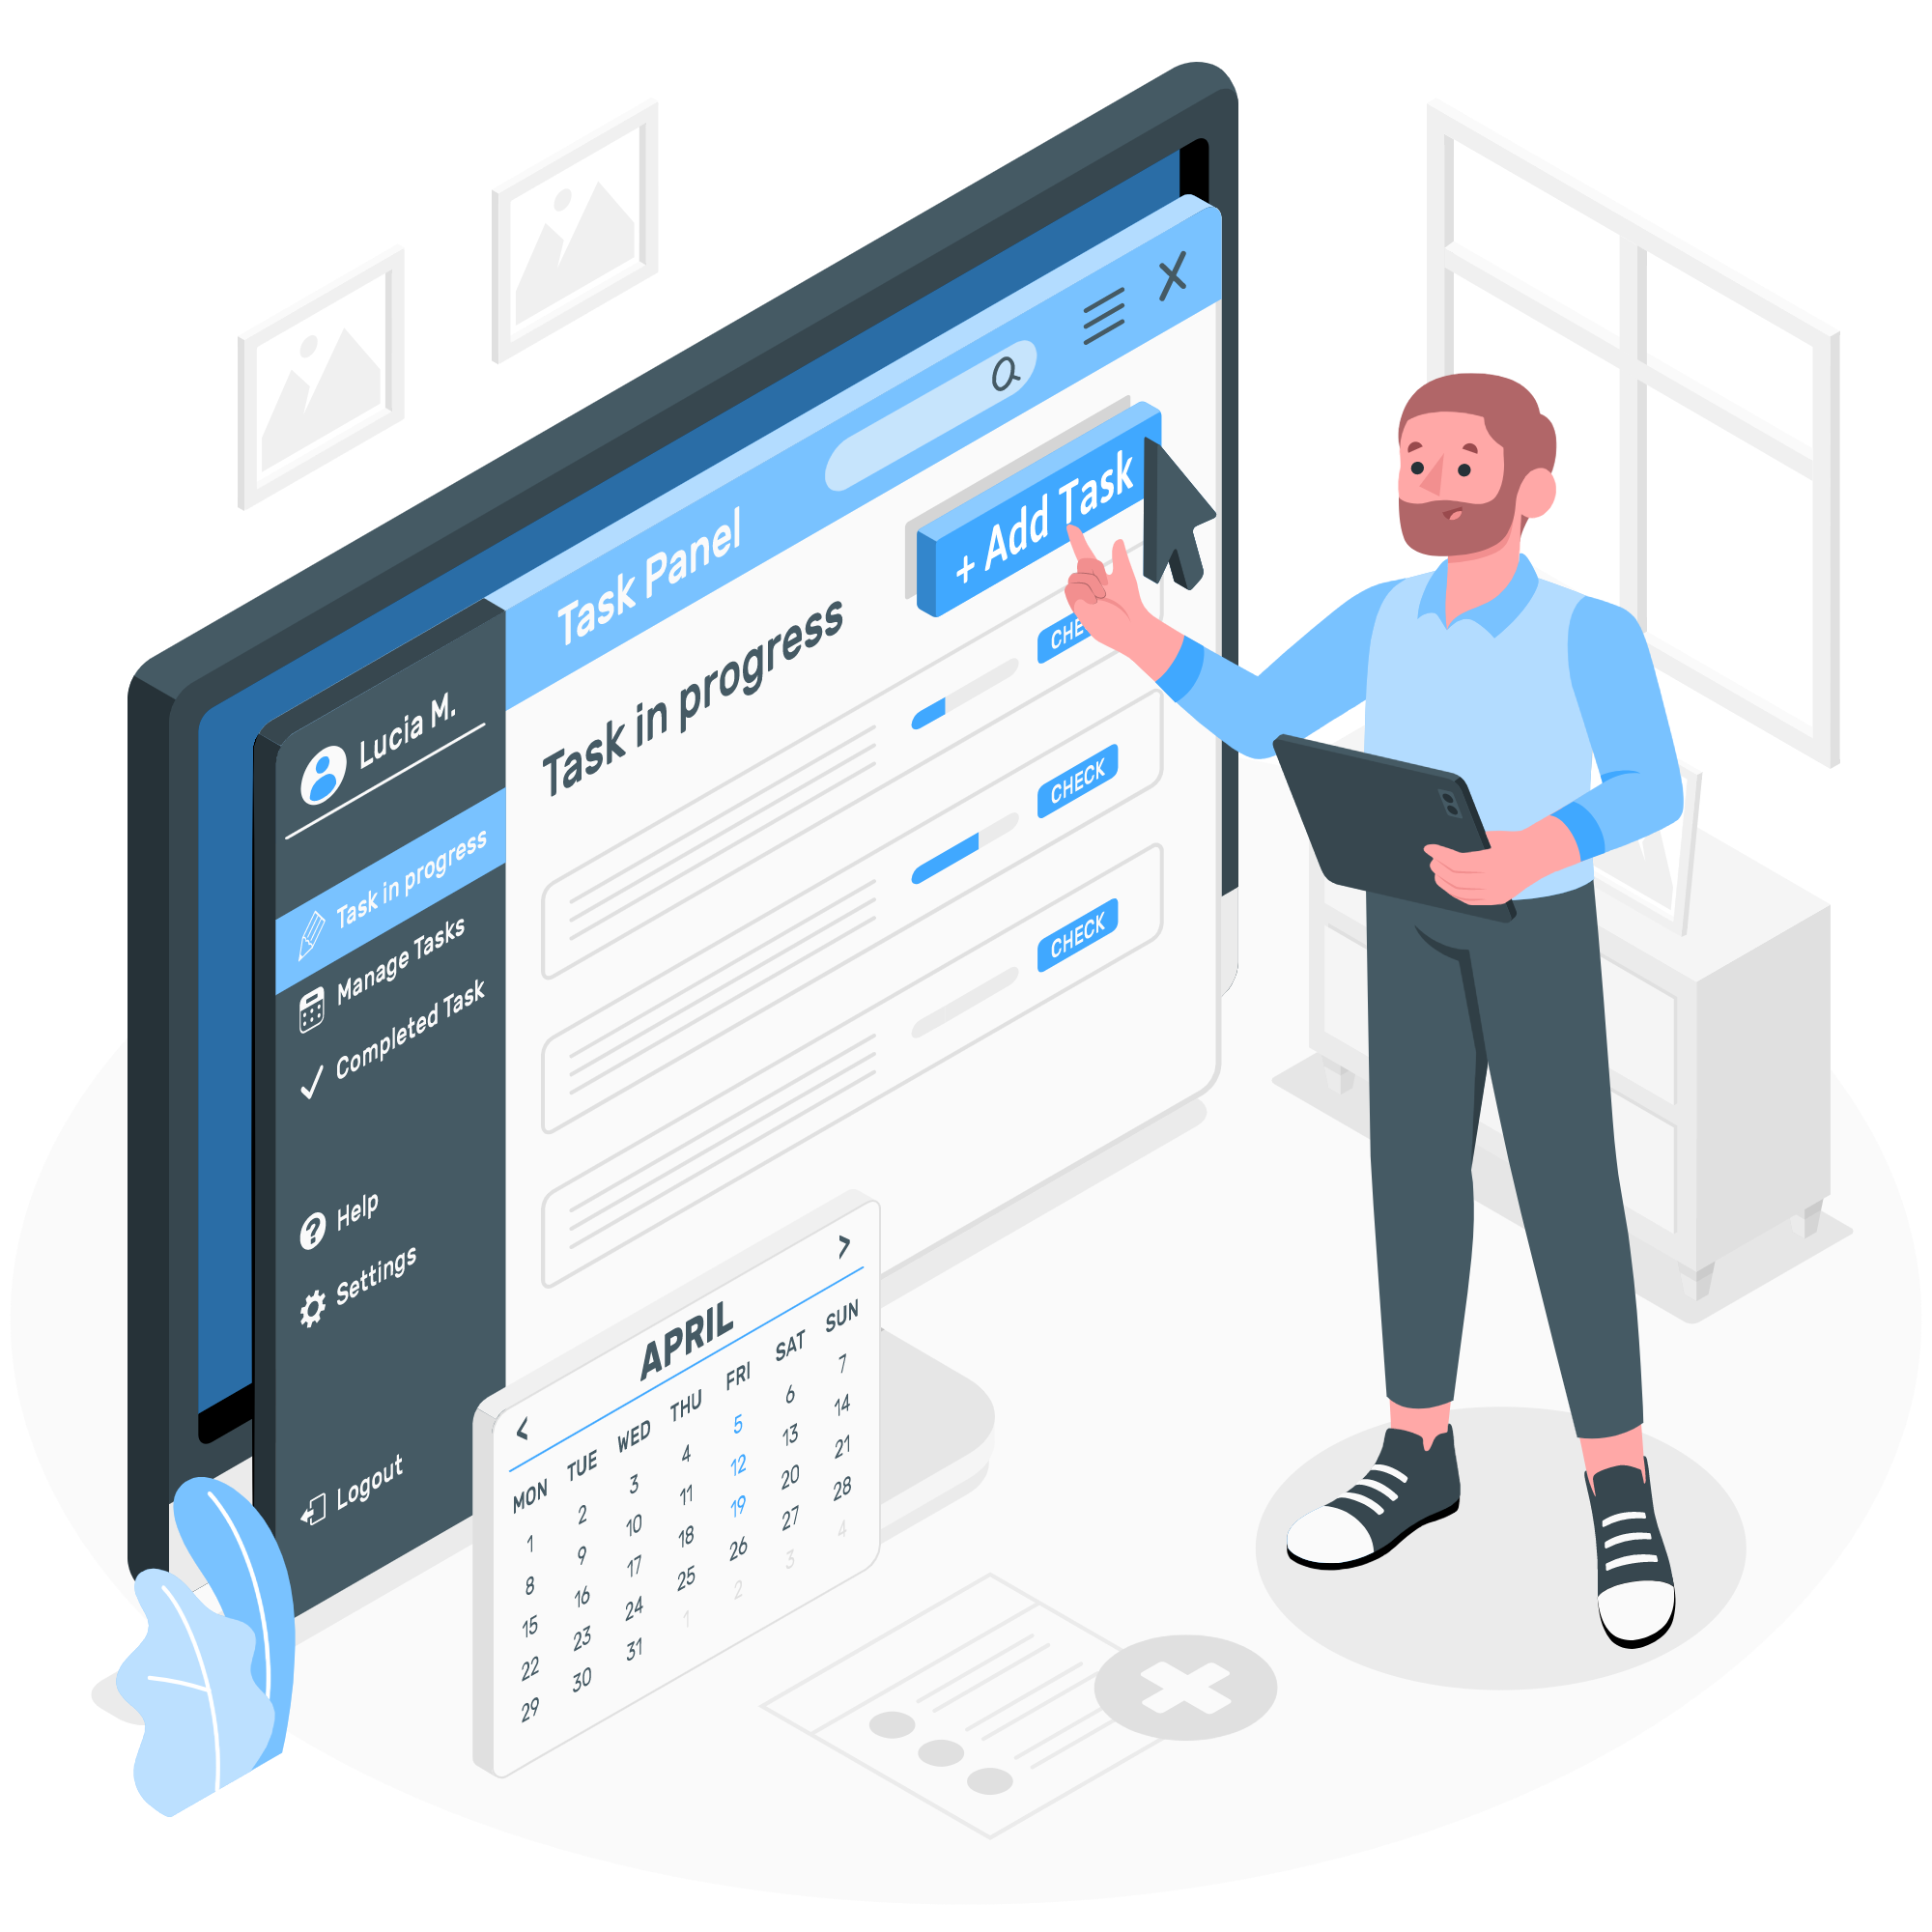 Task Panel
+ Add Task
Task in progress
Lucia M.
Task in progress
Manage Tasks
Completed Task
Help
Settings
Logout
CHE
CHECK
CHECK
< APRIL >
MON TUE WED THU FRI SAT SUN
1 2 3 4 5 6 7
8 9 10 11 12 13 14
15 16 17 18 19 20 21
22 23 24 25 26 27 28
29 30 31 1 2 3 4